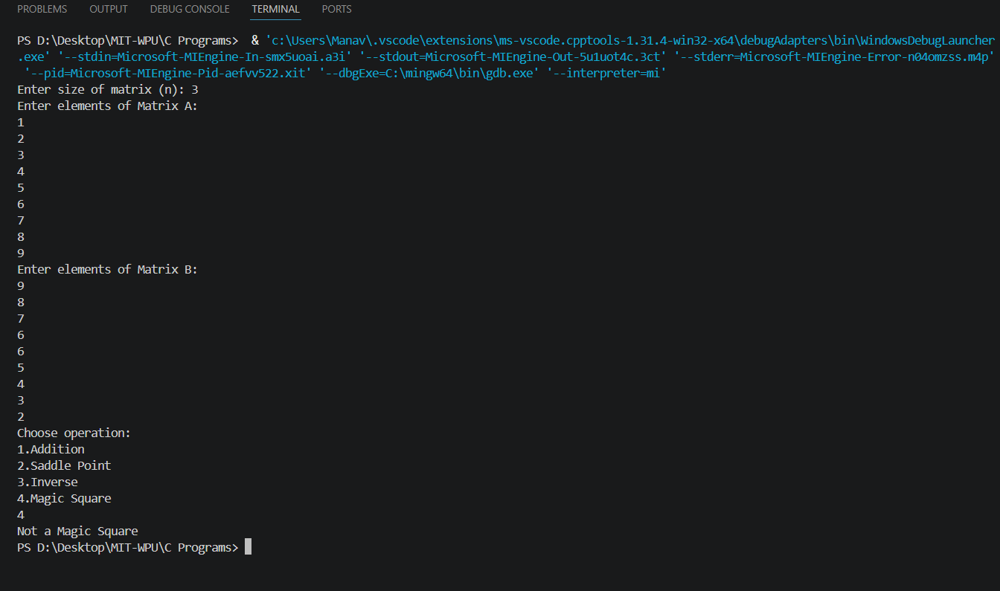 PROBLEMS OUTPUT DEBUG CONSOLE TERMINAL PORTS
PS D:\Desktop\MIT-WPU\C Programs>  & 'c:\Users\Manav\.vscode\extensions\ms-vscode.cpptools-1.31.4-win32-x64\debugAdapters\bin\WindowsDebugLauncher
.exe' '--stdin=Microsoft-MIEngine-In-smx5uoai.a3i' '--stdout=Microsoft-MIEngine-Out-5u1uot4c.3ct' '--stderr=Microsoft-MIEngine-Error-n04omzss.m4p'
'--pid=Microsoft-MIEngine-Pid-aefvv522.xit' '--dbgExe=C:\mingw64\bin\gdb.exe' '--interpreter=mi'
Enter size of matrix (n): 3
Enter elements of Matrix A:
1
2
3
4
5
6
7
8
9
Enter elements of Matrix B:
9
8
7
6
6
5
4
3
2
Choose operation:
1.Addition
2.Saddle Point
3.Inverse
4.Magic Square
4
Not a Magic Square
PS D:\Desktop\MIT-WPU\C Programs>